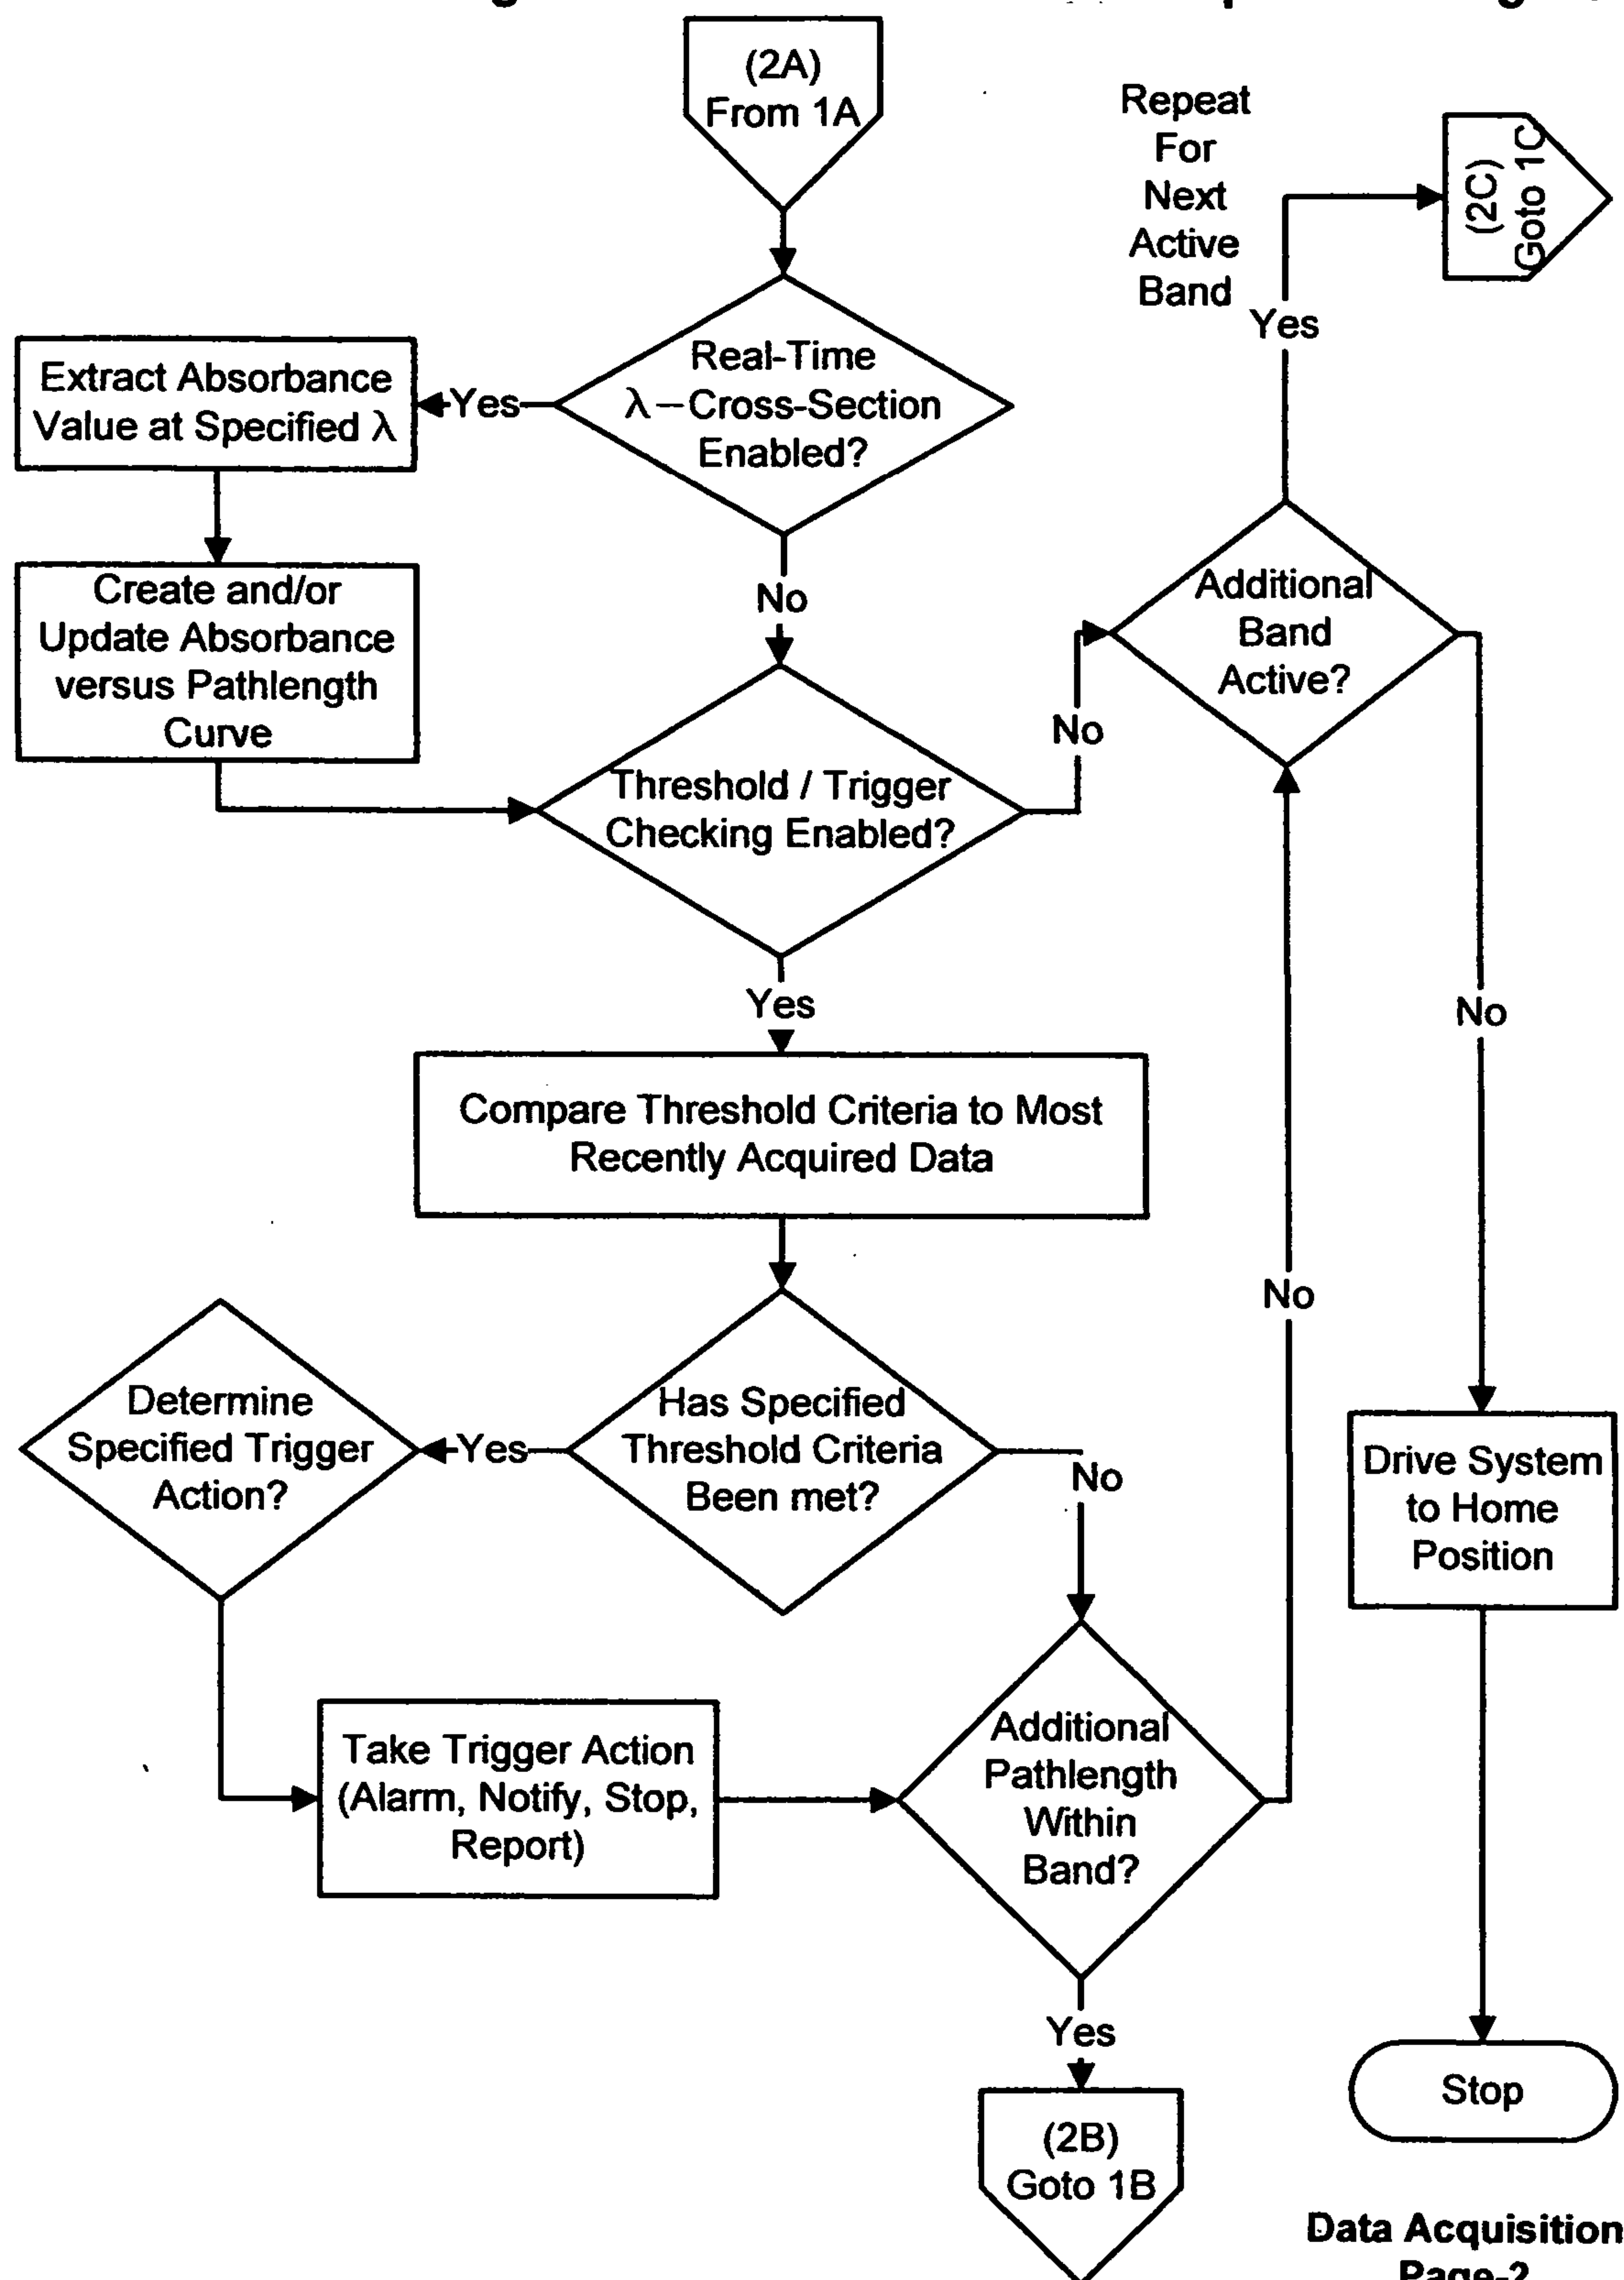 (2A)
From 1A
Repeat
For
Next
Active
Band
(2C)
Goto 1C
Yes
Real-Time
λ–Cross-Section
Enabled?
Yes
Extract Absorbance
Value at Specified λ
No
Create and/or
Update Absorbance
versus Pathlength
Curve
Additional
Band
Active?
No
Threshold / Trigger
Checking Enabled?
Yes
No
Compare Threshold Criteria to Most
Recently Acquired Data
No
Has Specified
Threshold Criteria
Been met?
Yes
Determine
Specified Trigger
Action?
No
Drive System
to Home
Position
Take Trigger Action
(Alarm, Notify, Stop,
Report)
Additional
Pathlength
Within
Band?
Yes
(2B)
Goto 1B
Stop
Data Acquisition
Page-2